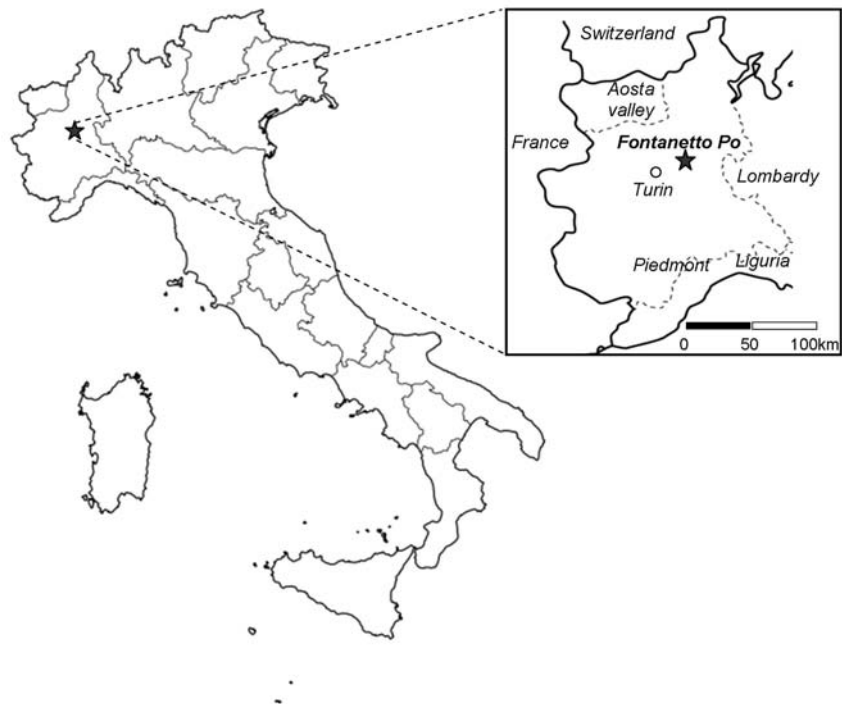 Switzerland
Aosta
valley
France
Fontanetto Po
Turin
Lombardy
Piedmont
Liguria
0 50 100km